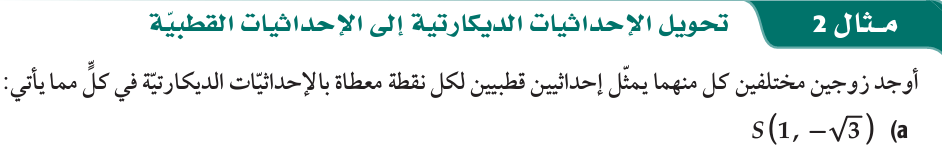 مثال 2 تحويل الإحداثيات الديكارتية إلى الإحداثيات القطبيّة
أوجد زوجين مختلفين كل منهما يمثّل إحداثيين قطبيين لكل نقطة معطاة بالإحداثيّات الديكارتيّة في كلٍّ مما يأتي:
(a S(1, −√3)